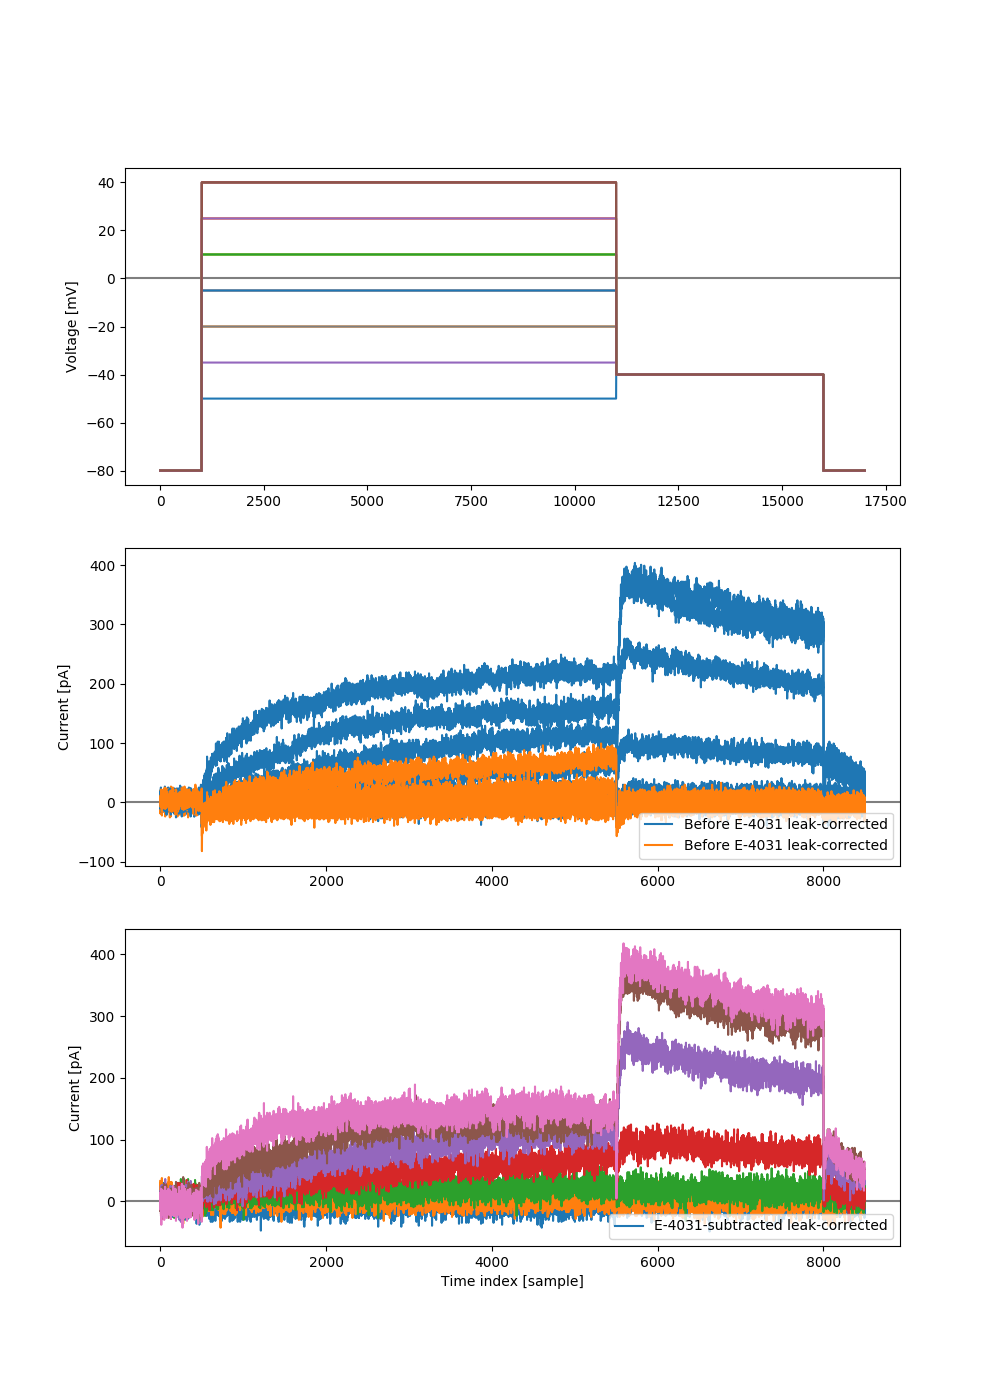 40
20
0
−20
−40
−60
−80
Voltage [mV]
0 2500 5000 7500 10000 12500 15000 17500
400
300
200
100
0
−100
Current [pA]
Before E-4031 leak-corrected
Before E-4031 leak-corrected
0 2000 4000 6000 8000
400
300
200
100
0
Current [pA]
E-4031-subtracted leak-corrected
0 2000 4000 6000 8000
Time index [sample]